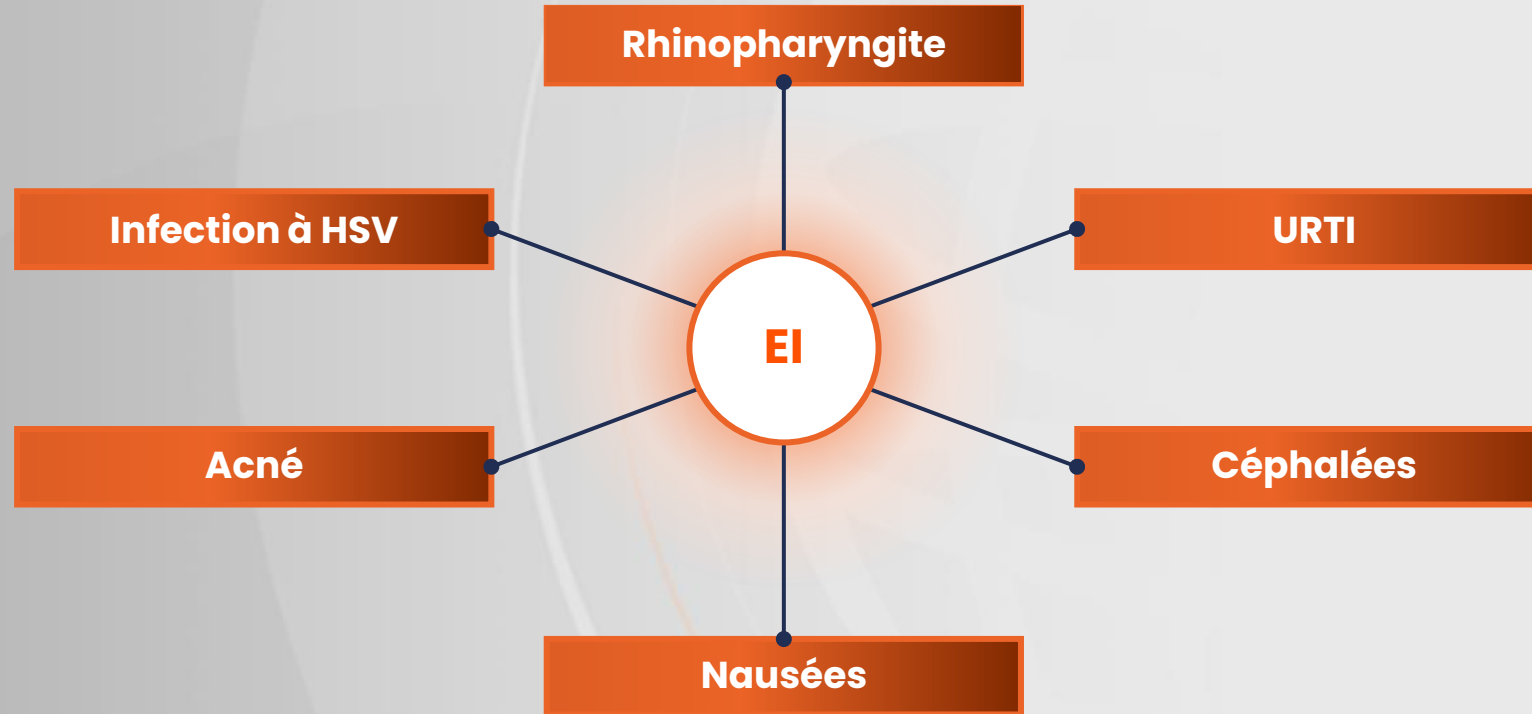 Rhinopharyngite
Infection à HSV
URTI
EI
Acné
Céphalées
Nausées